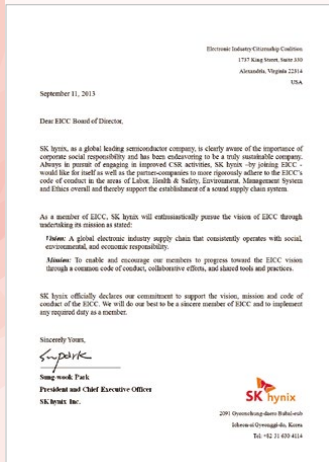 Electronic Industry Citizenship Coalition
1737 King Street, Suite 330
Alexandria, Virginia 22314
USA
September 11, 2013
Dear EICC Board of Director,
SK hynix, as a global leading semiconductor company, is clearly aware of the importance of
corporate social responsibility and has been endeavoring to be a truly sustainable company.
Always in pursuit of engaging in improved CSR activities, SK hynix –by joining EICC -
would like for itself as well as the partner-companies to more rigorously adhere to the EICC's
code of conduct in the areas of Labor, Health & Safety, Environment, Management System
and Ethics overall and thereby support the establishment of a sound supply chain system.
As a member of EICC, SK hynix will enthusiastically pursue the vision of EICC through
undertaking its mission as stated:
Vision: A global electronic industry supply chain that consistently operates with social,
environmental, and economic responsibility.
Mission: To enable and encourage our members to progress toward the EICC vision
through a common code of conduct, collaborative efforts, and shared tools and practices.
SK hynix officially declares our commitment to support the vision, mission and code of
conduct of the EICC. We will do our best to be a sincere member of EICC and to implement
any required duty as a member.
Sincerely Yours,
Sung-wook Park
President and Chief Executive Officer
SK hynix Inc.
SK hynix
2091 Gyeongchung-daero Bubal-eub
Icheon-si Gyeonggi-do, Korea
Tel: +82 31 630 4114